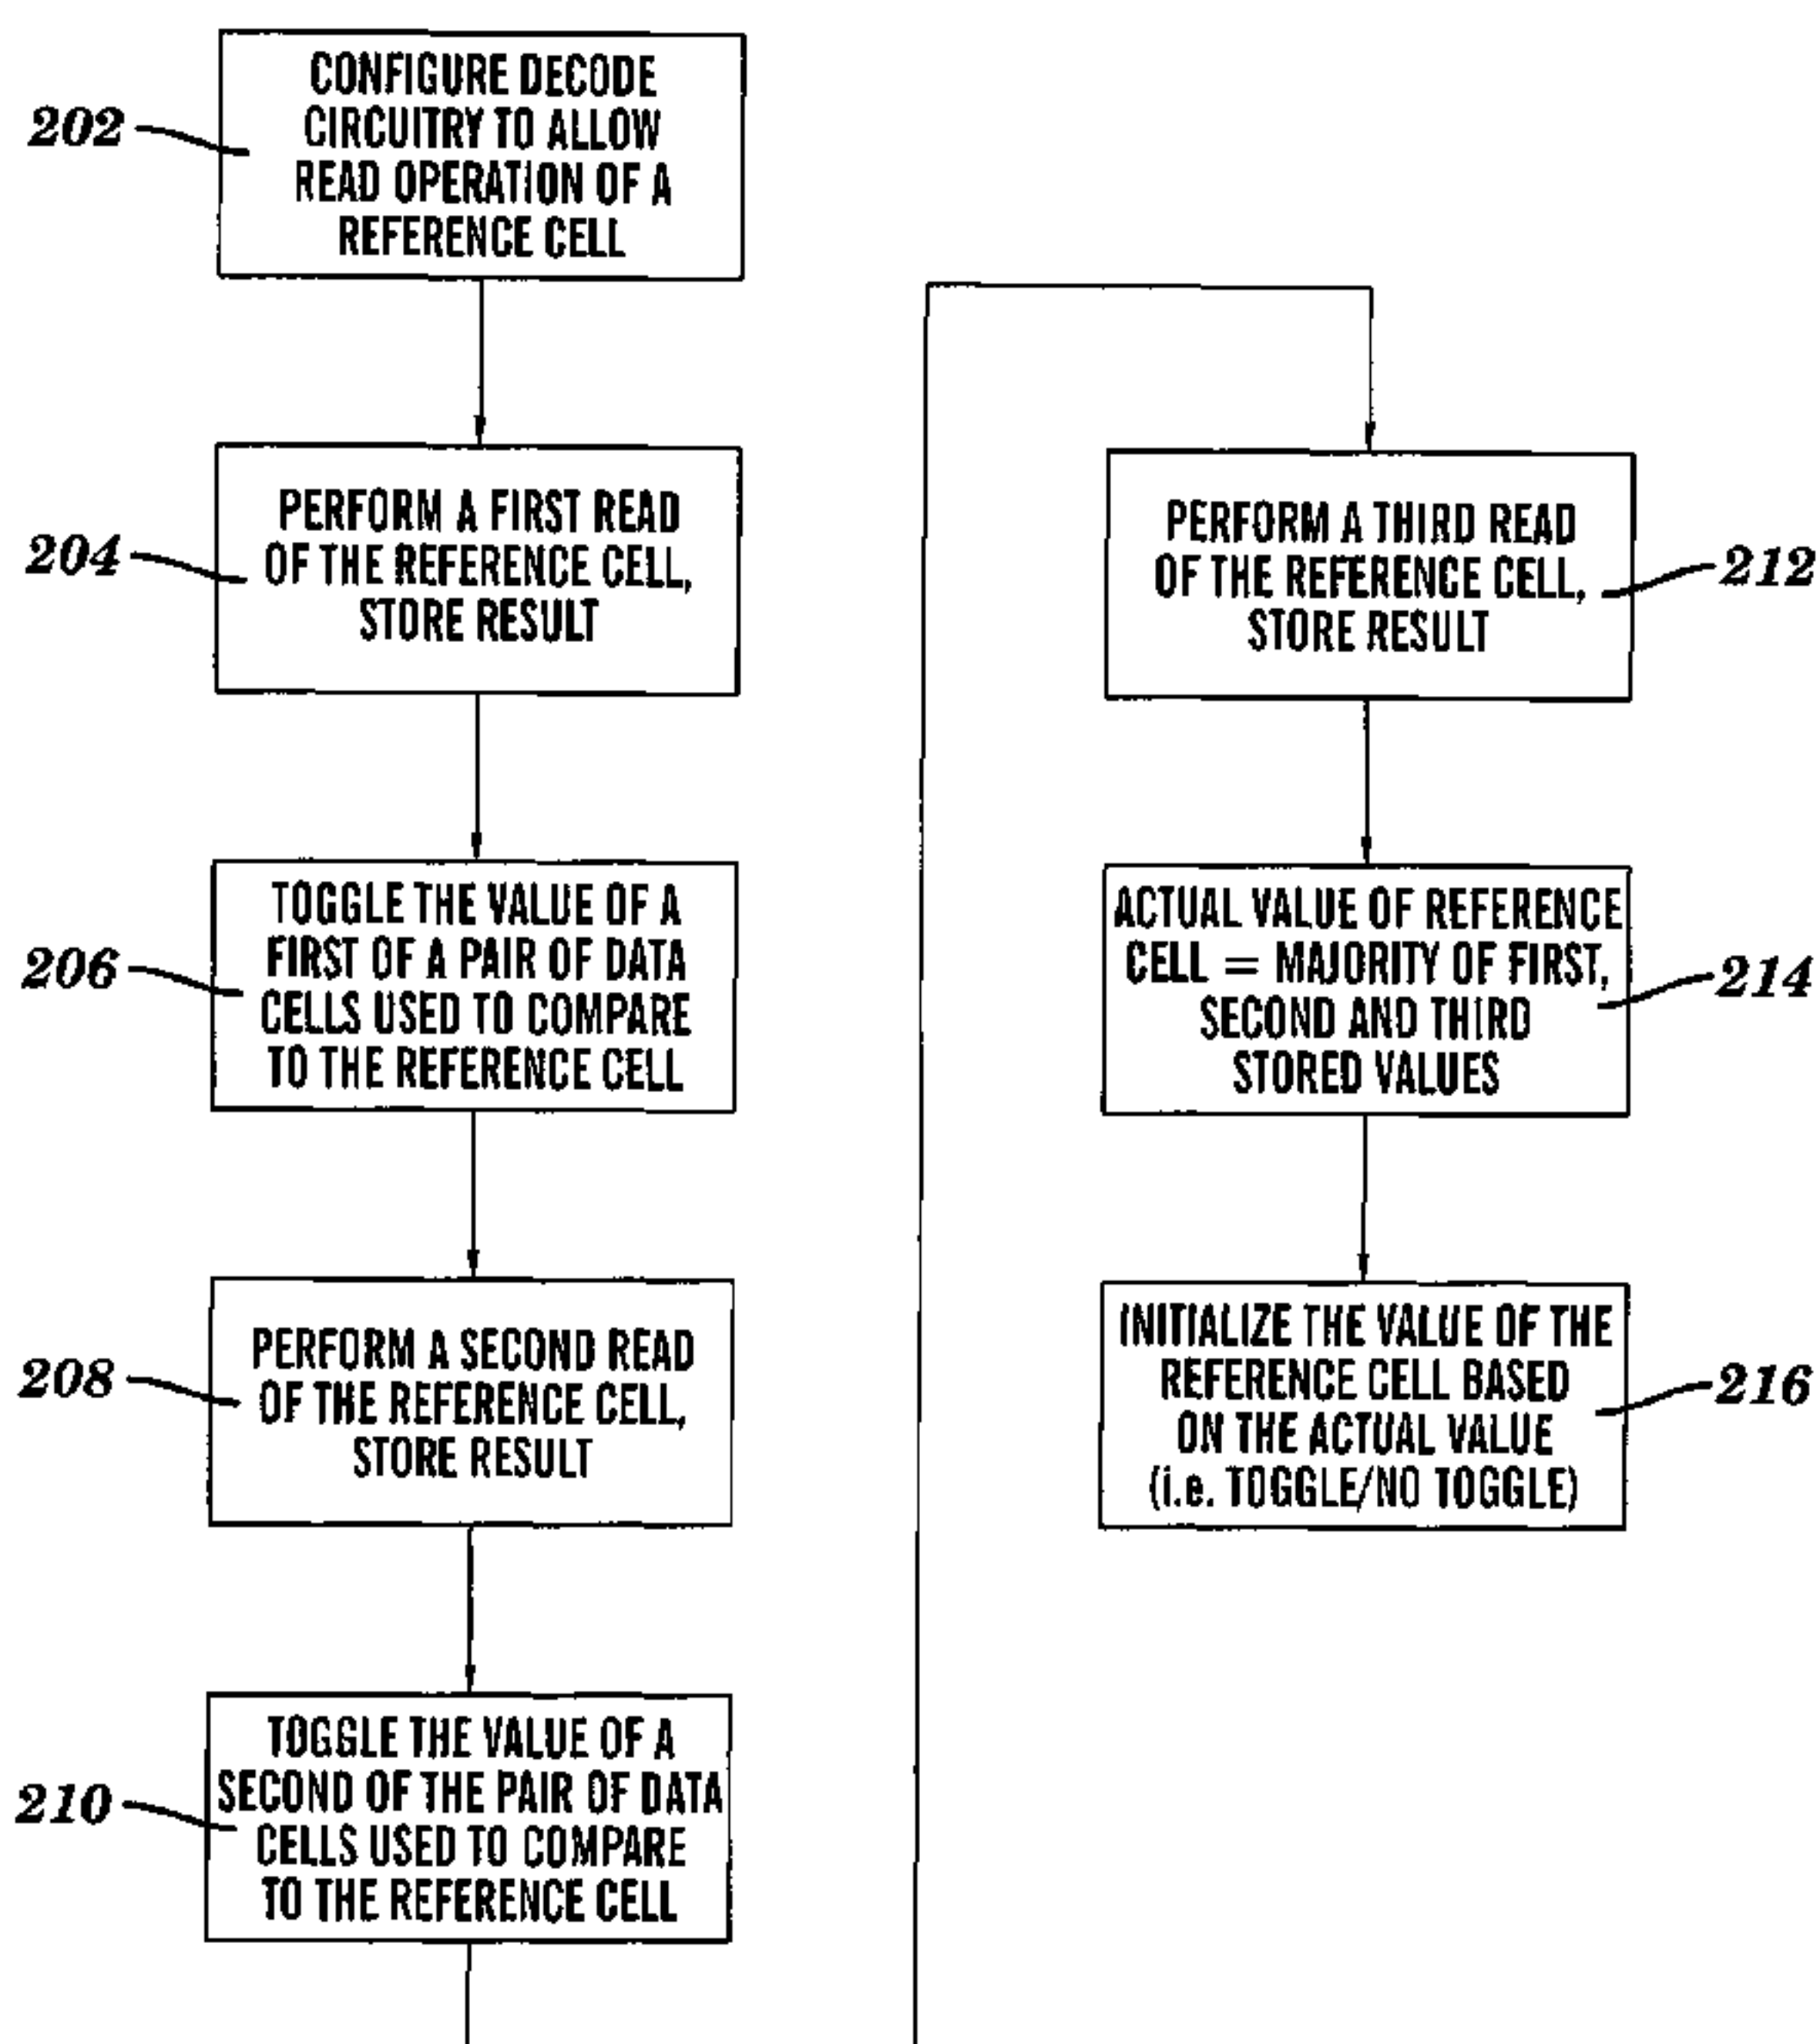 202
CONFIGURE DECODE
CIRCUITRY TO ALLOW
READ OPERATION OF A
REFERENCE CELL
204
PERFORM A FIRST READ
OF THE REFERENCE CELL,
STORE RESULT
206
TOGGLE THE VALUE OF A
FIRST OF A PAIR OF DATA
CELLS USED TO COMPARE
TO THE REFERENCE CELL
208
PERFORM A SECOND READ
OF THE REFERENCE CELL,
STORE RESULT
210
TOGGLE THE VALUE OF A
SECOND OF THE PAIR OF DATA
CELLS USED TO COMPARE
TO THE REFERENCE CELL
PERFORM A THIRD READ
OF THE REFERENCE CELL,
STORE RESULT
212
ACTUAL VALUE OF REFERENCE
CELL = MAJORITY OF FIRST,
SECOND AND THIRD
STORED VALUES
214
INITIALIZE THE VALUE OF THE
REFERENCE CELL BASED
ON THE ACTUAL VALUE
(i.e. TOGGLE/NO TOGGLE)
216